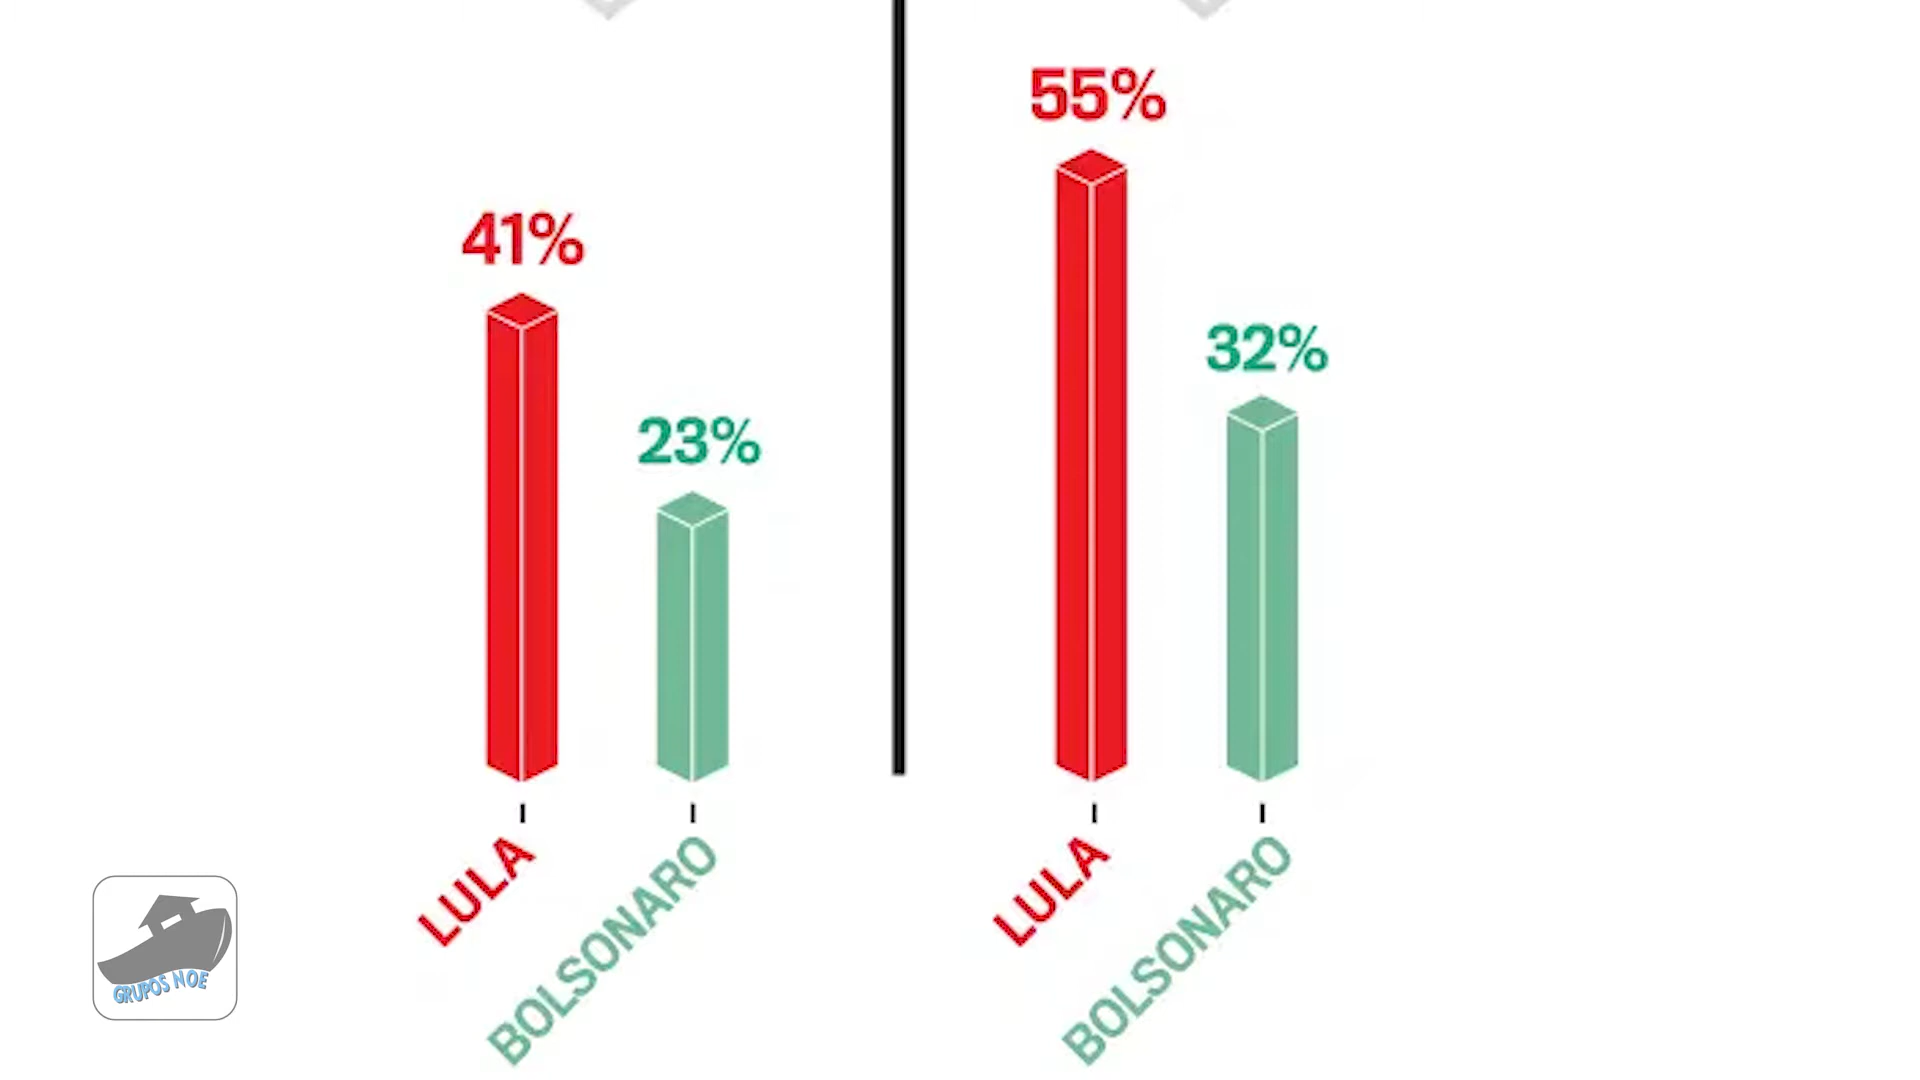 41%
23%
LULA
BOLSONARO
55%
32%
LULA
BOLSONARO
GRUPOS NOE